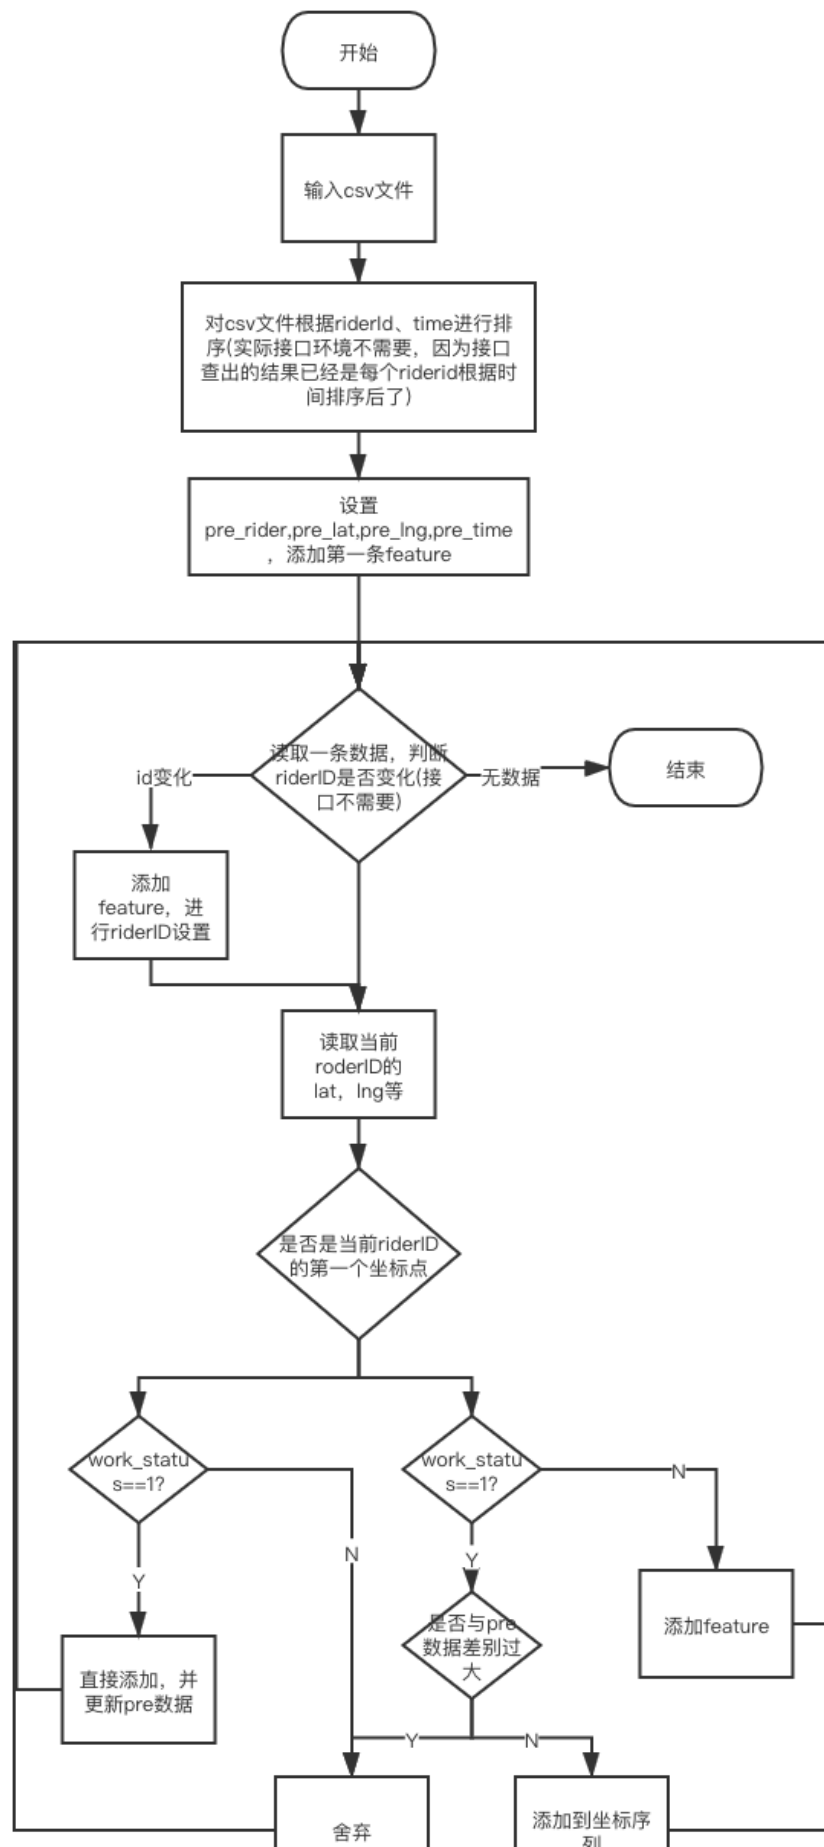 开始
输入csv文件
对csv文件根据riderId、time进行排
序(实际接口环境不需要，因为接口
查出的结果已经是每个riderid根据时
间排序后了)
设置
pre_rider,pre_lat,pre_lng,pre_time
，添加第一条feature
读取一条数据，判断
riderID是否变化(接
口不需要)
id变化
无数据
结束
添加
feature，进
行riderID设置
读取当前
roderID的
lat，lng等
是否是当前riderID
的第一个坐标点
work_statu
s==1?
work_statu
s==1?
N
N
Y
Y
是否与pre
数据差别过
大
添加feature
直接添加，并
更新pre数据
Y
N
舍弃
添加到坐标序
列